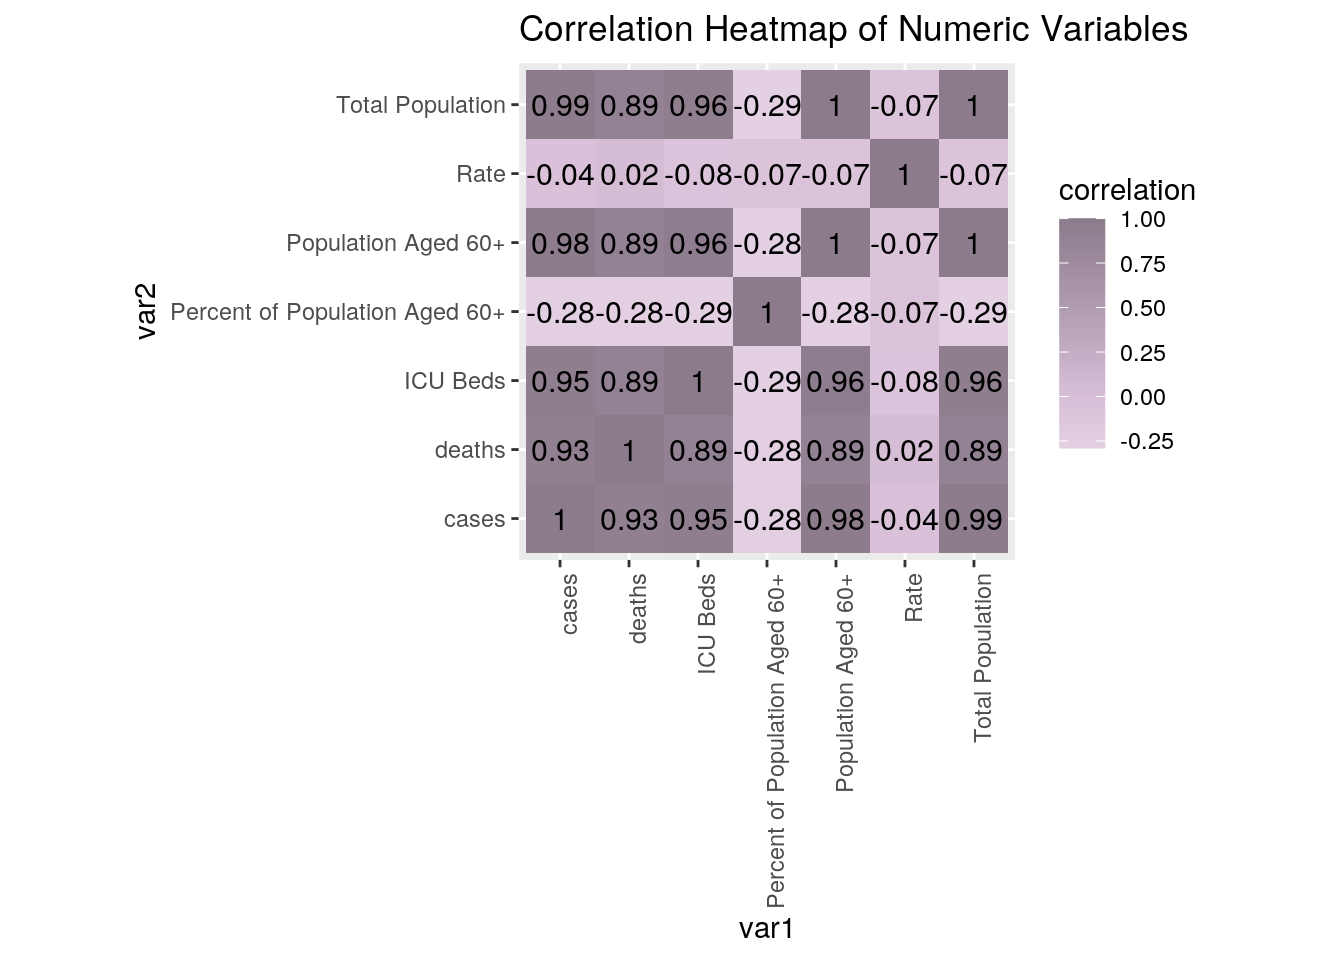 Correlation Heatmap of Numeric Variables
Total Population 0.99 0.89 0.96 -0.29 1 -0.07 1
Rate -0.04 0.02 -0.08 -0.07 -0.07 1 -0.07
Population Aged 60+ 0.98 0.89 0.96 -0.28 1 -0.07 1
Percent of Population Aged 60+ -0.28 -0.28 -0.29 1 -0.28 -0.07 -0.29
ICU Beds 0.95 0.89 1 -0.29 0.96 -0.08 0.96
deaths 0.93 1 0.89 -0.28 0.89 0.02 0.89
cases 1 0.93 0.95 -0.28 0.98 -0.04 0.99
var2
cases
deaths
ICU Beds
Percent of Population Aged 60+
Population Aged 60+
Rate
Total Population
var1
correlation
1.00
0.75
0.50
0.25
0.00
-0.25